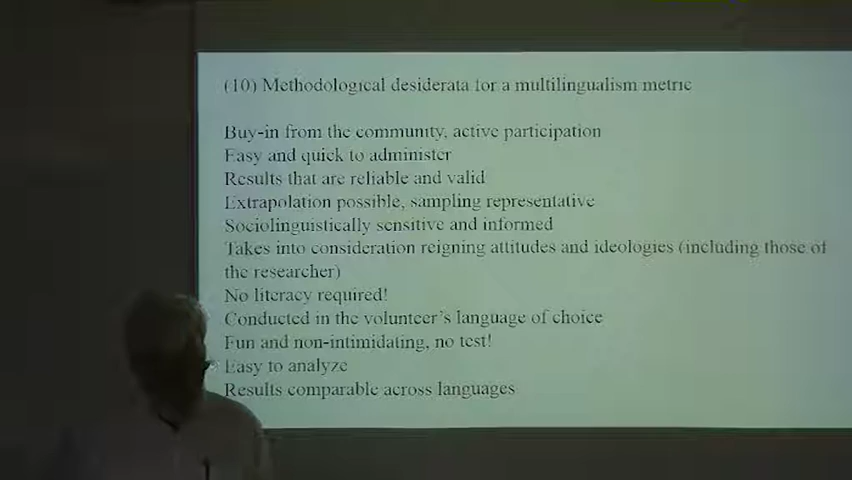 (10) Methodological desiderata for a multilingualism metric
Buy-in from the community, active participation
Easy and quick to administer
Results that are reliable and valid
Extrapolation possible, sampling representative
Sociolinguistically sensitive and informed
Takes into consideration reigning attitudes and ideologies (including those of
the researcher)
No literacy required!
Conducted in the volunteer's language of choice
Fun and non-intimidating, no test!
Easy to analyze
Results comparable across languages